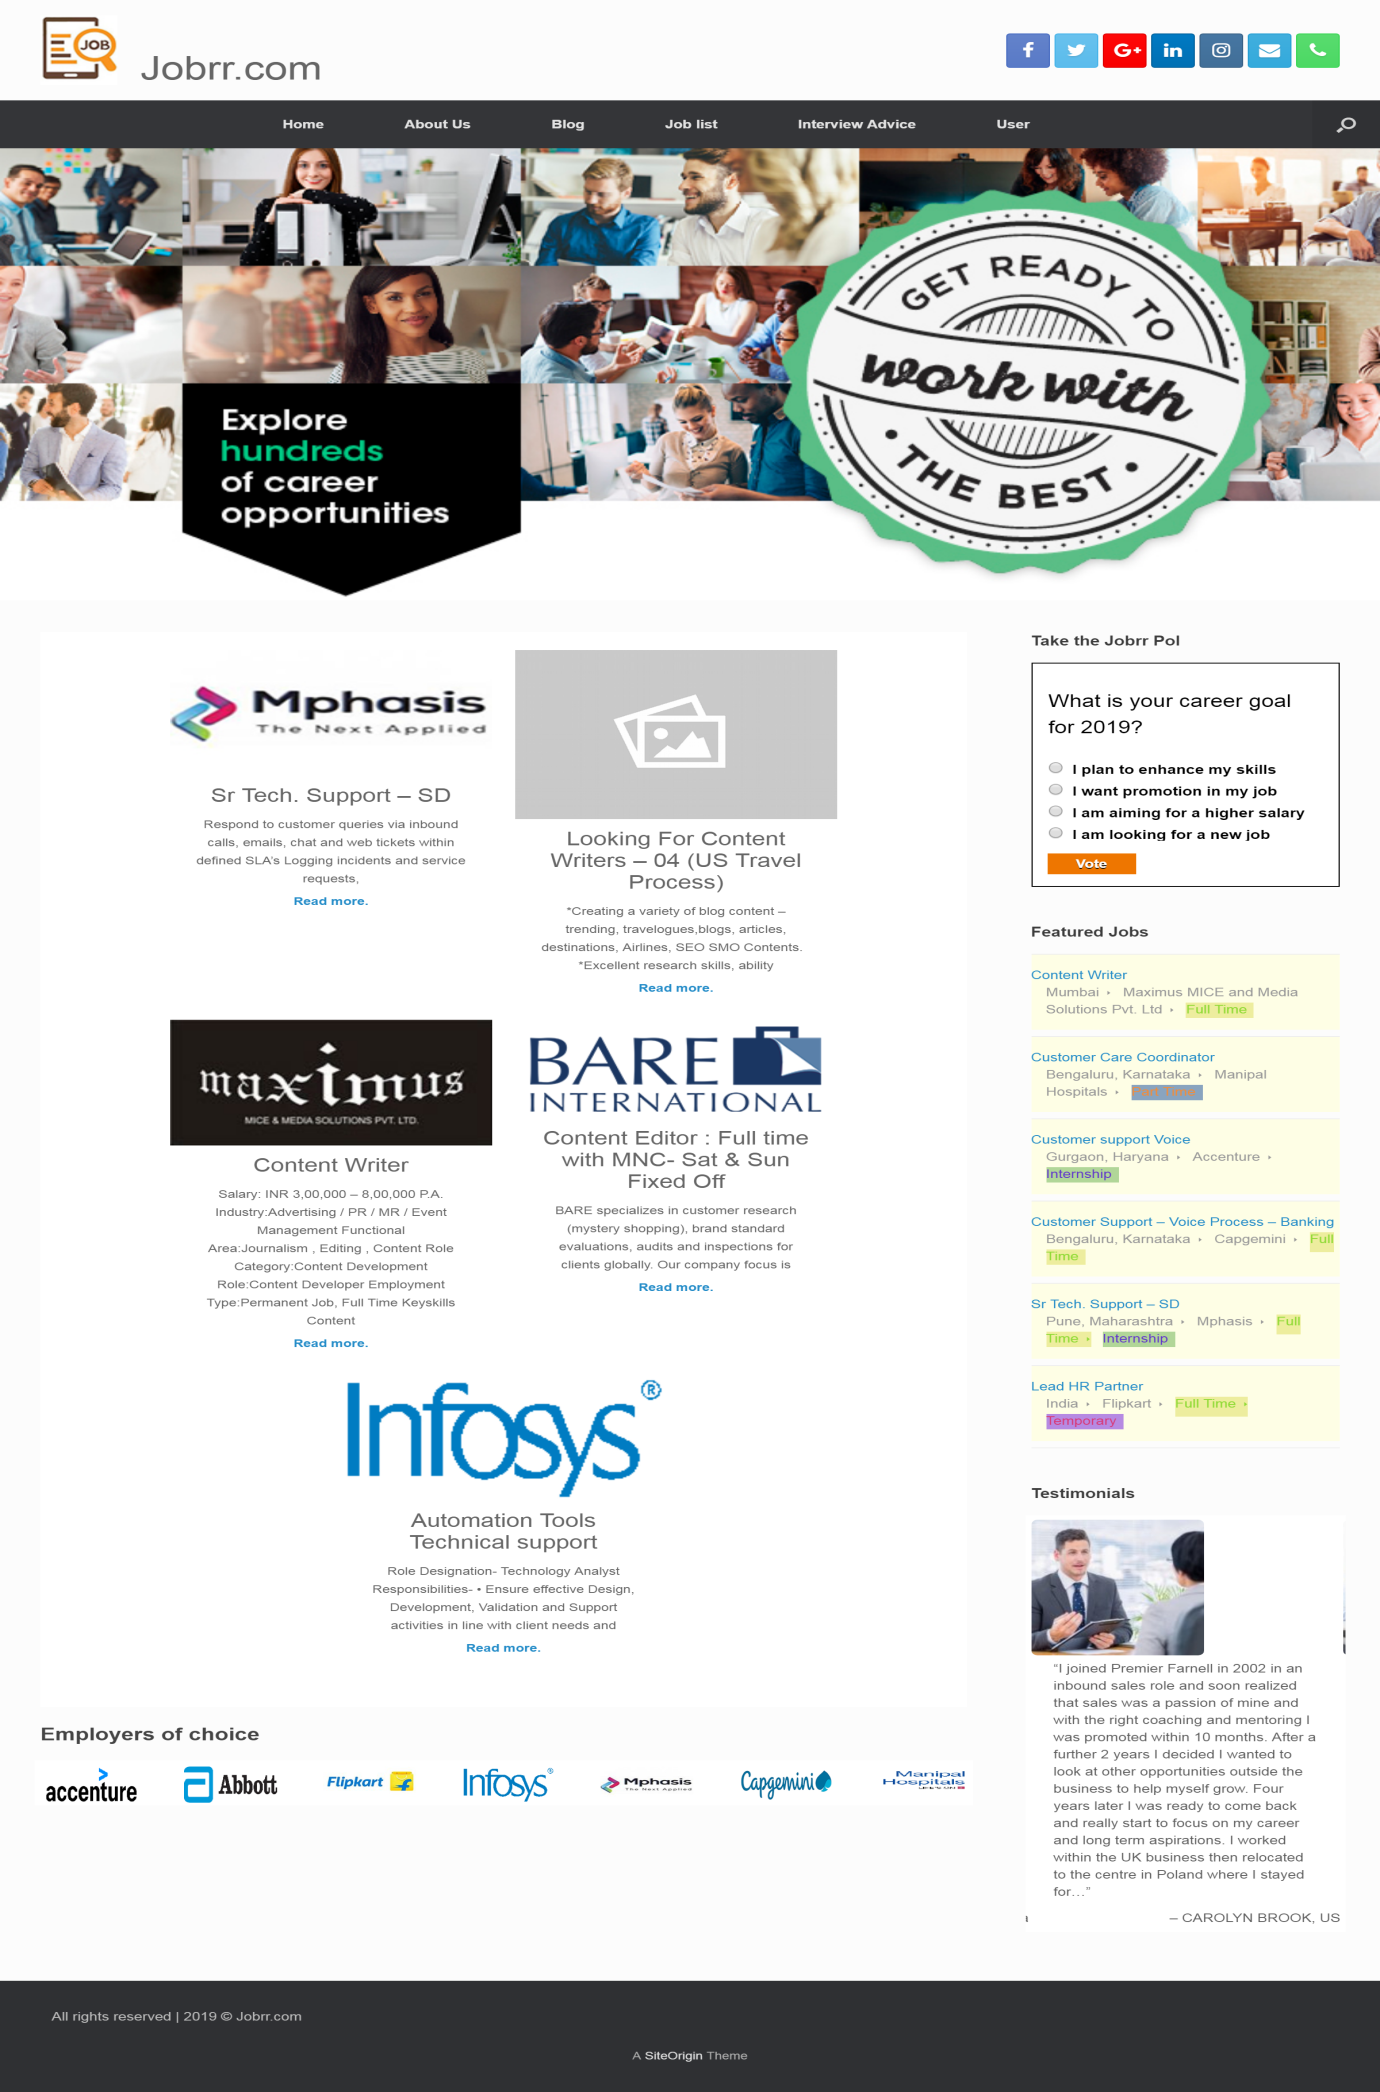 JOB
Jobrr.com
Home
About Us
Blog
Job list
Interview Advice
User
GET READY TO
work with
• THE BEST •
Explore
hundreds
of career
opportunities
Mphasis
The Next Applied
Sr Tech. Support – SD
Respond to customer queries via inbound
calls, emails, chat and web tickets within
defined SLA's Logging incidents and service
requests,
Read more.
Looking For Content
Writers – 04 (US Travel
Process)
*Creating a variety of blog content –
trending, travelogues,blogs, articles,
destinations, Airlines, SEO SMO Contents.
*Excellent research skills, ability
Read more.
maximus
MICE & MEDIA SOLUTIONS PVT. LTD.
Content Writer
Salary: INR 3,00,000 – 8,00,000 P.A.
Industry:Advertising / PR / MR / Event
Management Functional
Area:Journalism , Editing , Content Role
Category:Content Development
Role:Content Developer Employment
Type:Permanent Job, Full Time Keyskills
Content
Read more.
BARE
INTERNATIONAL
Content Editor : Full time
with MNC- Sat & Sun
Fixed Off
BARE specializes in customer research
(mystery shopping), brand standard
evaluations, audits and inspections for
clients globally. Our company focus is
Read more.
Infosys®
Automation Tools
Technical support
Role Designation- Technology Analyst
Responsibilities- • Ensure effective Design,
Development, Validation and Support
activities in line with client needs and
Read more.
Employers of choice
accenture
Abbott
Flipkart
Infosys®
Mphasis
The Next Applied
Capgemini
Manipal
Hospitals
LIFE'S ON
Take the Jobrr Pol
What is your career goal
for 2019?
I plan to enhance my skills
I want promotion in my job
I am aiming for a higher salary
I am looking for a new job
Vote
Featured Jobs
Content Writer
Mumbai Maximus MICE and Media
Solutions Pvt. Ltd Full Time
Customer Care Coordinator
Bengaluru, Karnataka Manipal
Hospitals
Customer support Voice
Gurgaon, Haryana Accenture
Internship
Customer Support – Voice Process – Banking
Bengaluru, Karnataka Capgemini Full
Time
Sr Tech. Support – SD
Pune, Maharashtra Mphasis Full
Time Internship
Lead HR Partner
India Flipkart Full Time
Temporary
Testimonials
“I joined Premier Farnell in 2002 in an
inbound sales role and soon realized
that sales was a passion of mine and
with the right coaching and mentoring I
was promoted within 10 months. After a
further 2 years I decided I wanted to
look at other opportunities outside the
business to help myself grow. Four
years later I was ready to come back
and really start to focus on my career
and long term aspirations. I worked
within the UK business then relocated
to the centre in Poland where I stayed
for…”
– CAROLYN BROOK, US
All rights reserved | 2019 © Jobrr.com
A SiteOrigin Theme